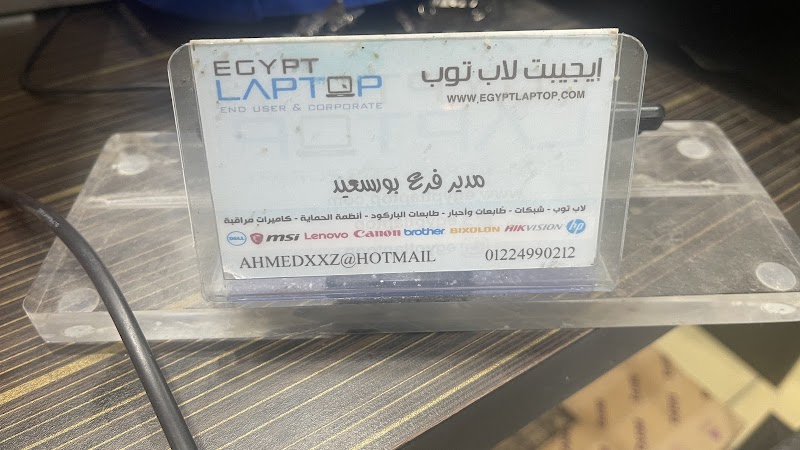 EGYPT
LAPTOP
END USER & CORPORATE
إيجيبت لاب توب
WWW.EGYPTLAPTOP.COM
مدير فرع بورسعيد
لاب توب - شبكات - طابعات وأحبار - طابعات الباركود - أنظمة الحماية - كاميرات مراقبة
DELL msi Lenovo Canon brother BIXOLON HIKVISION hp
AHMEDXXZ@HOTMAIL 01224990212